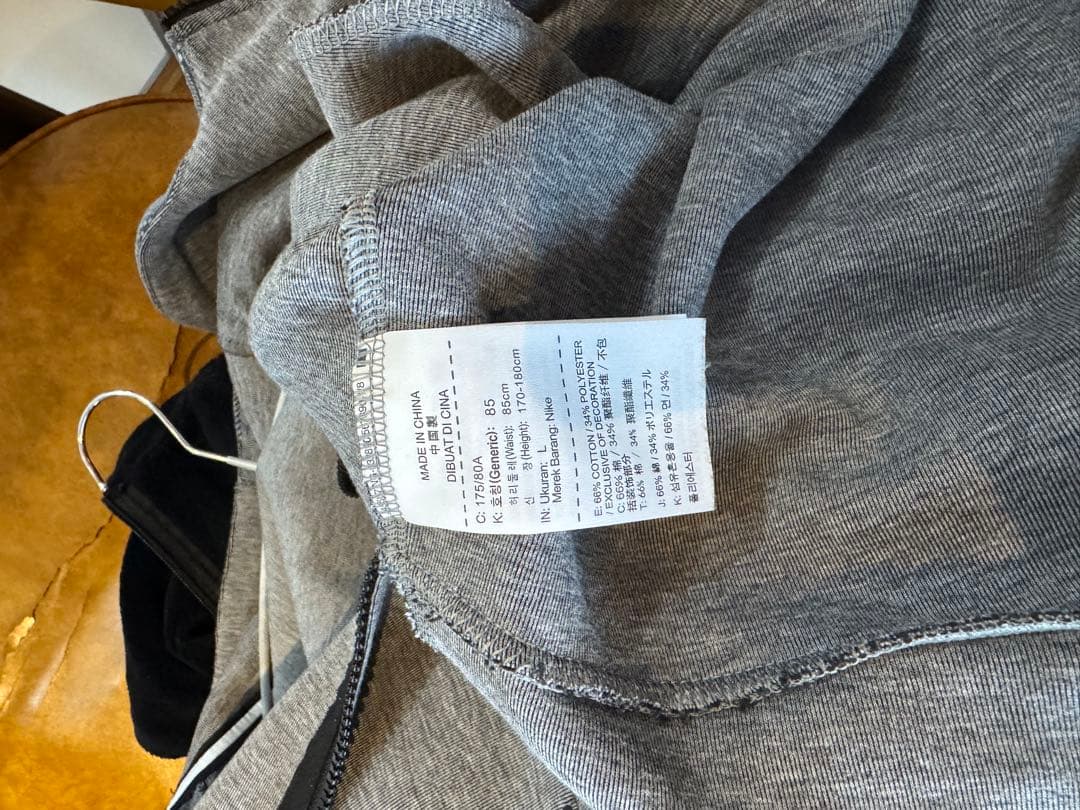 MADE IN CHINA
中国製
DIBUAT DI CINA
C: 175/80A
K: 호칭(Generic): 85
허리둘레(Waist): 85cm
신 장(Height): 170-180cm
IN: Ukuran: L
Merek Barang: Nike
E: 66% COTTON / 34% POLYESTER
/ EXCLUSIVE OF DECORATION
C: 66% 棉 / 34% 聚酯纤维 / 不包
括装饰部分
T: 66% 棉 / 34% 聚酯纖維
J: 66% 綿 / 34% ポリエステル
K: 섬유혼용율 / 66% 면 / 34%
폴리에스터